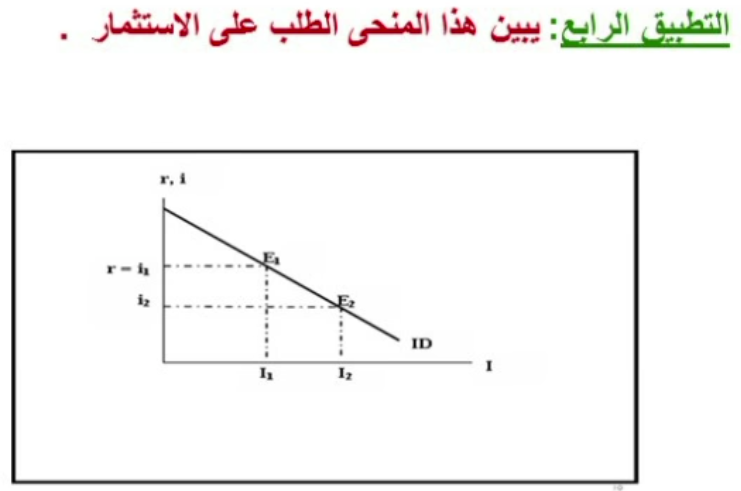 التطبيق الرابع: يبين هذا المنحى الطلب على الاستثمار .
r, i
E₁
r = i₁
i₂
E₂
ID
I
I₁
I₂